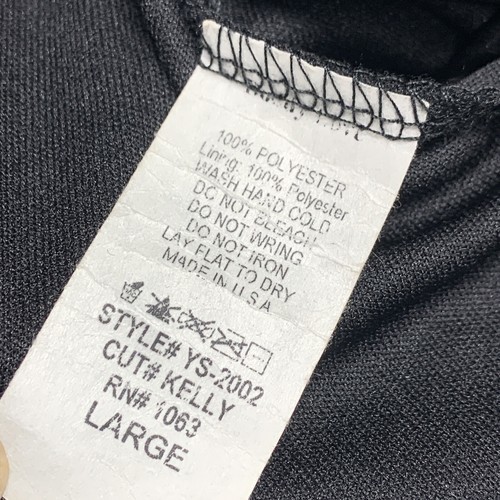 100% POLYESTER
Lining: 100% Polyester
WASH HAND COLD
DO NOT BLEACH
DO NOT WRING
DO NOT IRON
LAY FLAT TO DRY
MADE IN U.S.A
STYLE# YS-2002
CUT# KELLY
RN# 1063
LARGE